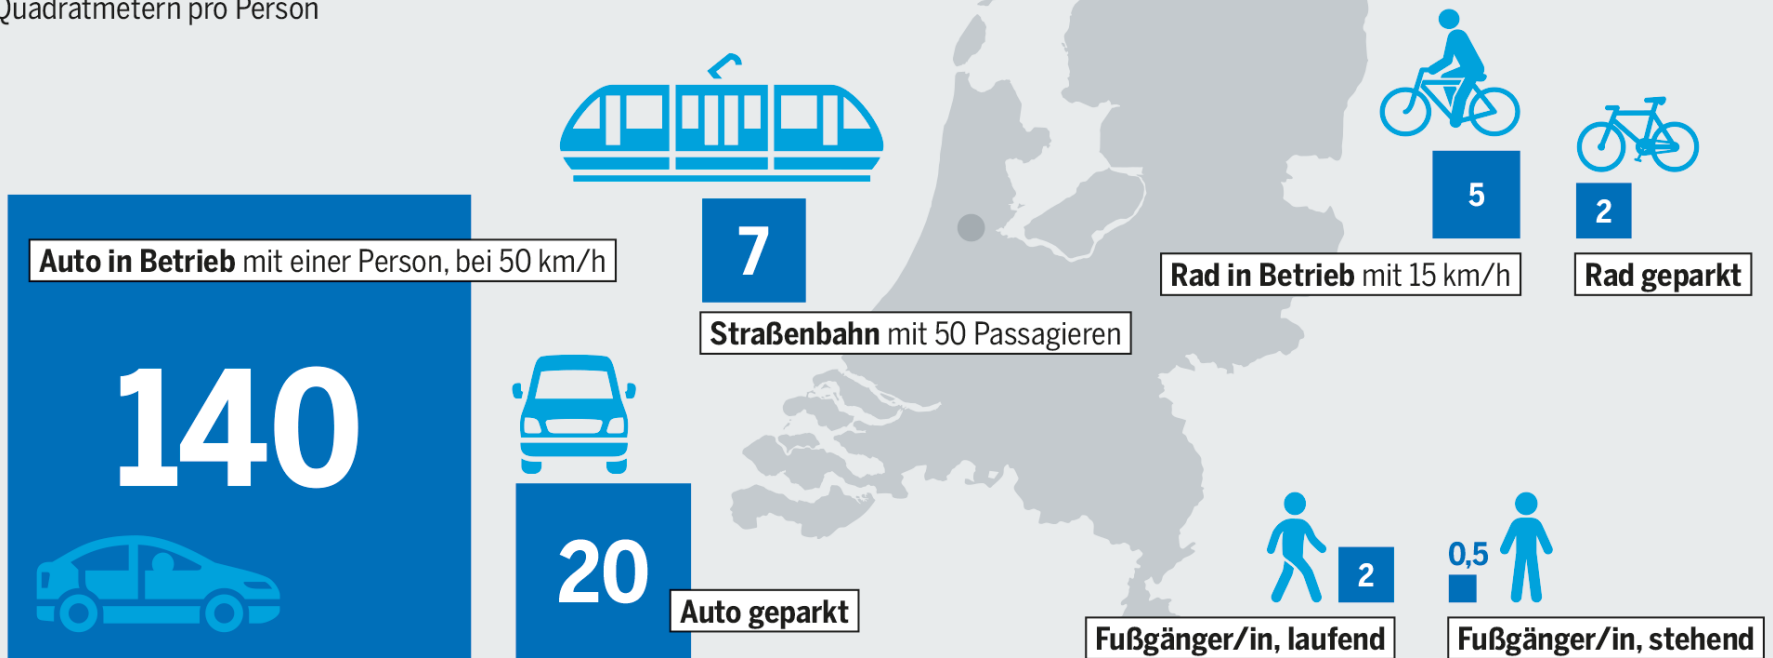 Quadratmetern pro Person
Auto in Betrieb mit einer Person, bei 50 km/h
140
7
Straßenbahn mit 50 Passagieren
20
Auto geparkt
5
Rad in Betrieb mit 15 km/h
2
Rad geparkt
2
Fußgänger/in, laufend
0,5
Fußgänger/in, stehend